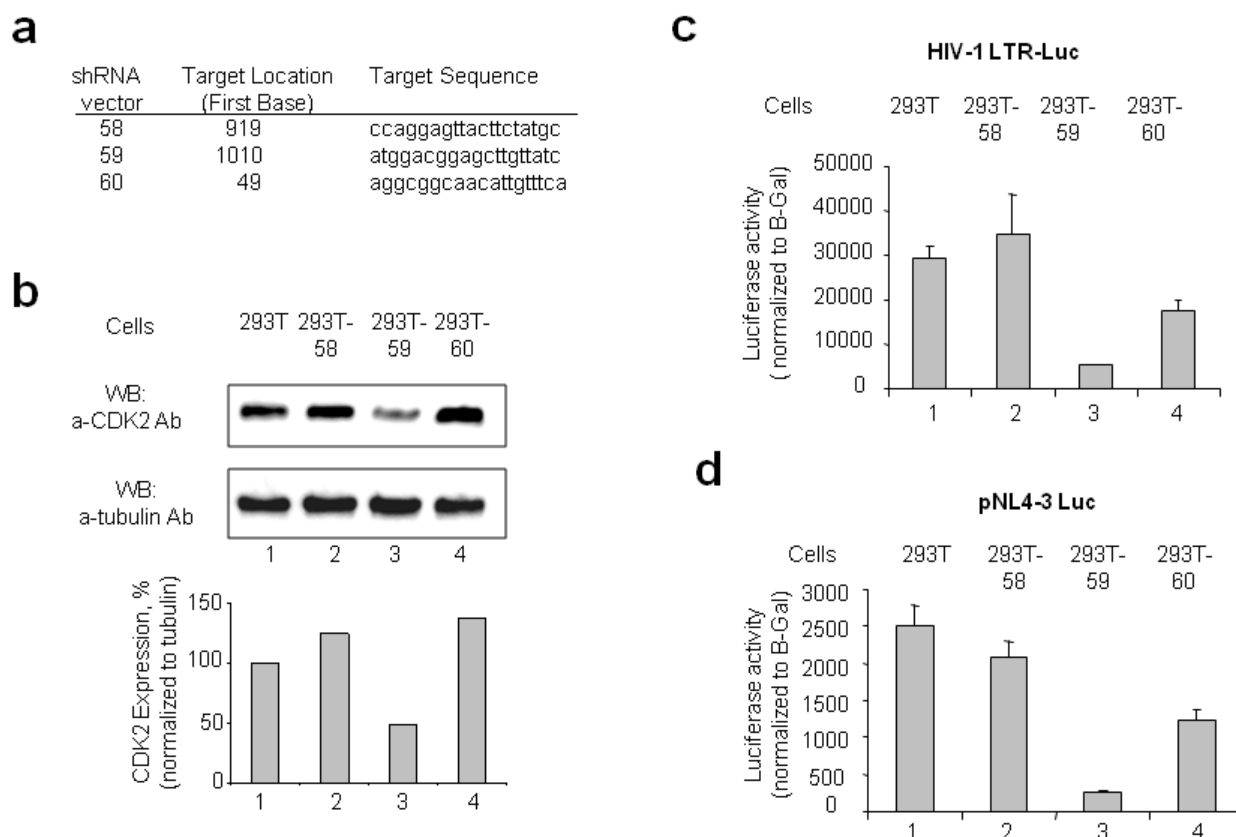 a
shRNA vector Target Location (First Base) Target Sequence
58 919 ccaggagttacttctatgc
59 1010 atggacggagcttgttatc
60 49 aggcggcaacattgtttca
b
Cells 293T 293T-58 293T-59 293T-60
WB:
a-CDK2 Ab
WB:
a-tubulin Ab
1 2 3 4
CDK2 Expression, %
(normalized to tubulin)
150
100
50
0
1 2 3 4
c
HIV-1 LTR-Luc
Cells 293T 293T-58 293T-59 293T-60
Luciferase activity
( normalized to B-Gal)
50000
40000
30000
20000
10000
0
1 2 3 4
d
pNL4-3 Luc
Cells 293T 293T-58 293T-59 293T-60
Luciferase activity
(normalized to B-Gal)
3000
2500
2000
1500
1000
500
0
1 2 3 4